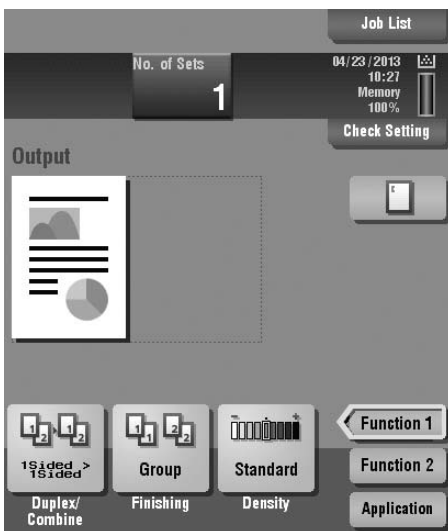 Job List
No. of Sets
1
04/23/2013
10:27
Memory
100%
Check Setting
Output
1Sided >
1Sided
Group
Standard
Function 1
Function 2
Application
Duplex/
Combine
Finishing
Density